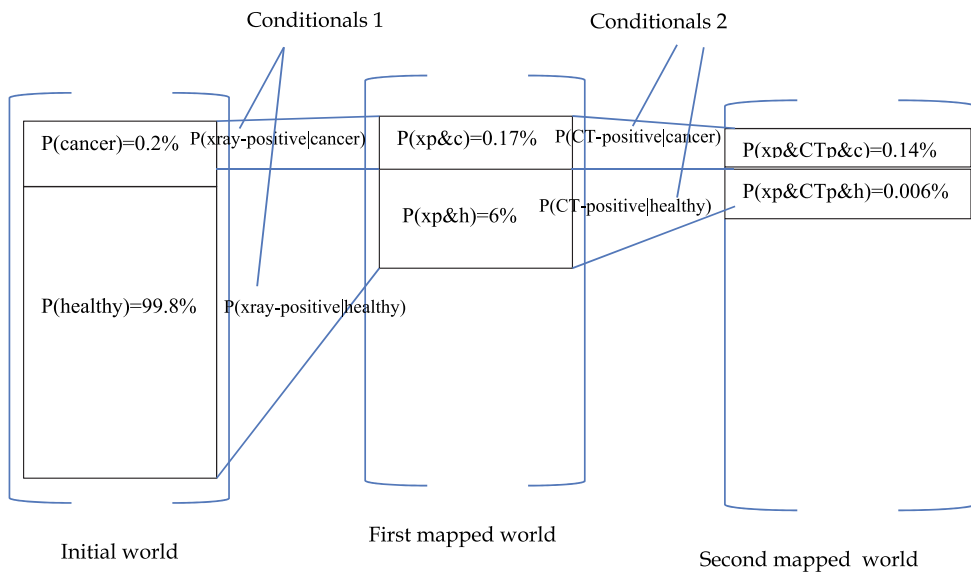 Conditionals 1
Conditionals 2
P(cancer)=0.2%
P(xray-positive|cancer)
P(xp&c)=0.17%
P(CT-positive|cancer)
P(xp&CTp&c)=0.14%
P(xp&CTp&h)=0.006%
P(xp&h)=6%
P(CT-positive|healthy)
P(healthy)=99.8%
P(xray-positive|healthy)
First mapped world
Initial world
Second mapped world